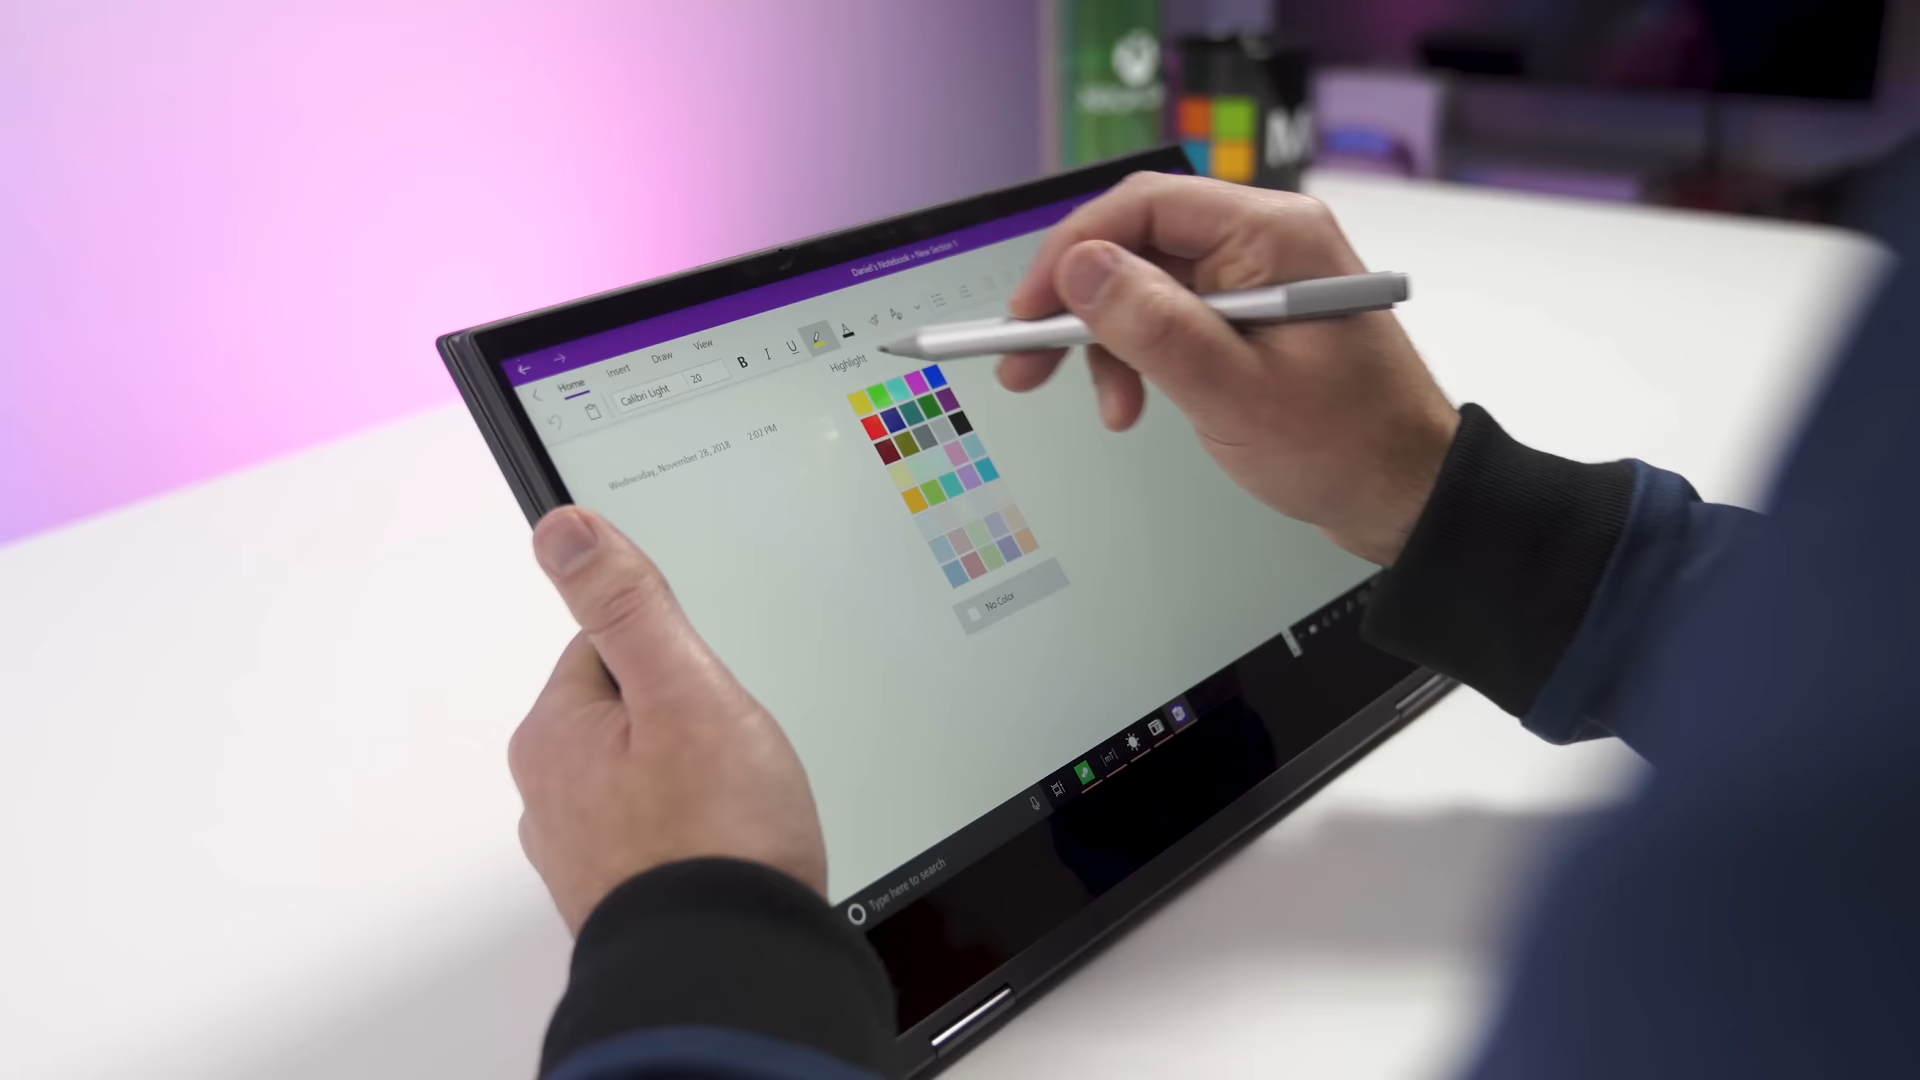 Daniel's Notebook > New Section 1
Home Insert Draw View
Calibri Light 20 B I U A A
Highlight
Wednesday, November 28, 2018 2:02 PM
No Color
Type here to search
M